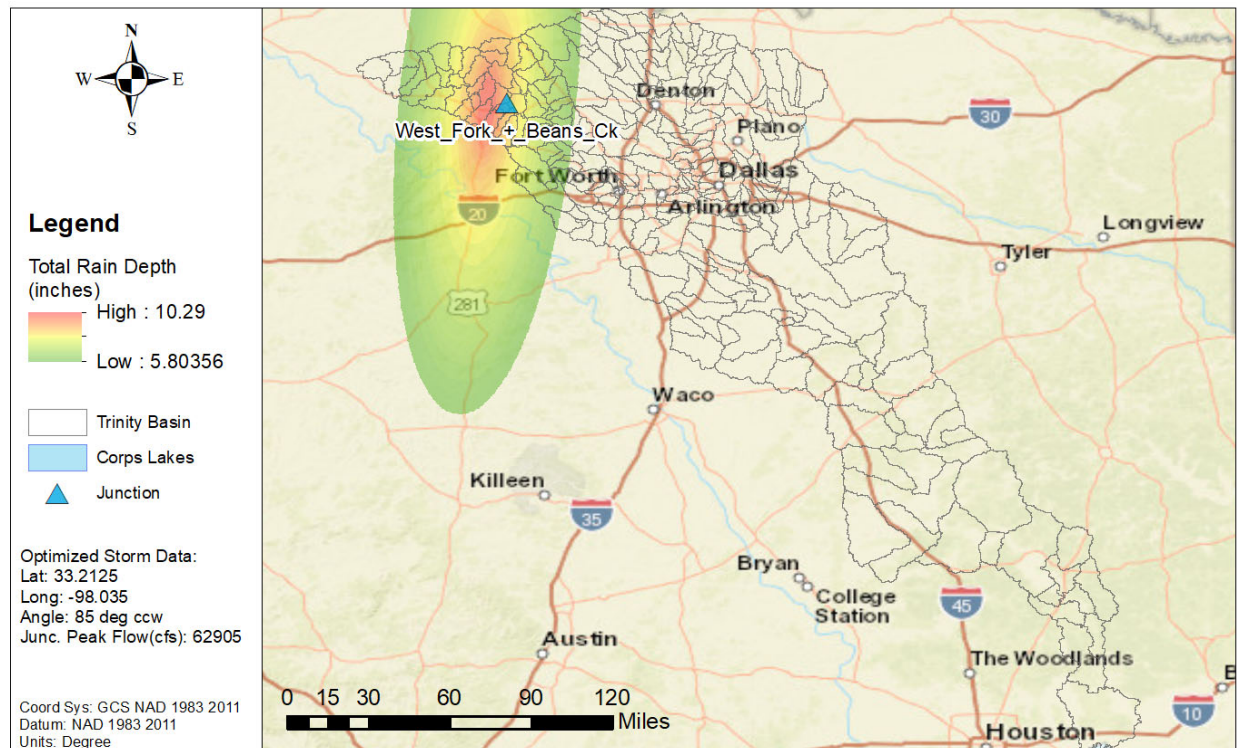 N
W
E
S
Legend
Total Rain Depth
(inches)
High : 10.29
Low : 5.80356
Trinity Basin
Corps Lakes
Junction
Optimized Storm Data:
Lat: 33.2125
Long: -98.035
Angle: 85 deg ccw
Junc. Peak Flow(cfs): 62905
Coord Sys: GCS NAD 1983 2011
Datum: NAD 1983 2011
Units: Degree
Denton
30
West_Fork_+_Beans_Ck
Plano
Fort Worth
Dallas
20
Arlington
Longview
Tyler
281
Waco
Killeen
35
Bryan
College
Station
45
Austin
The Woodlands
B
10
Houston
0 15 30 60 90 120
Miles